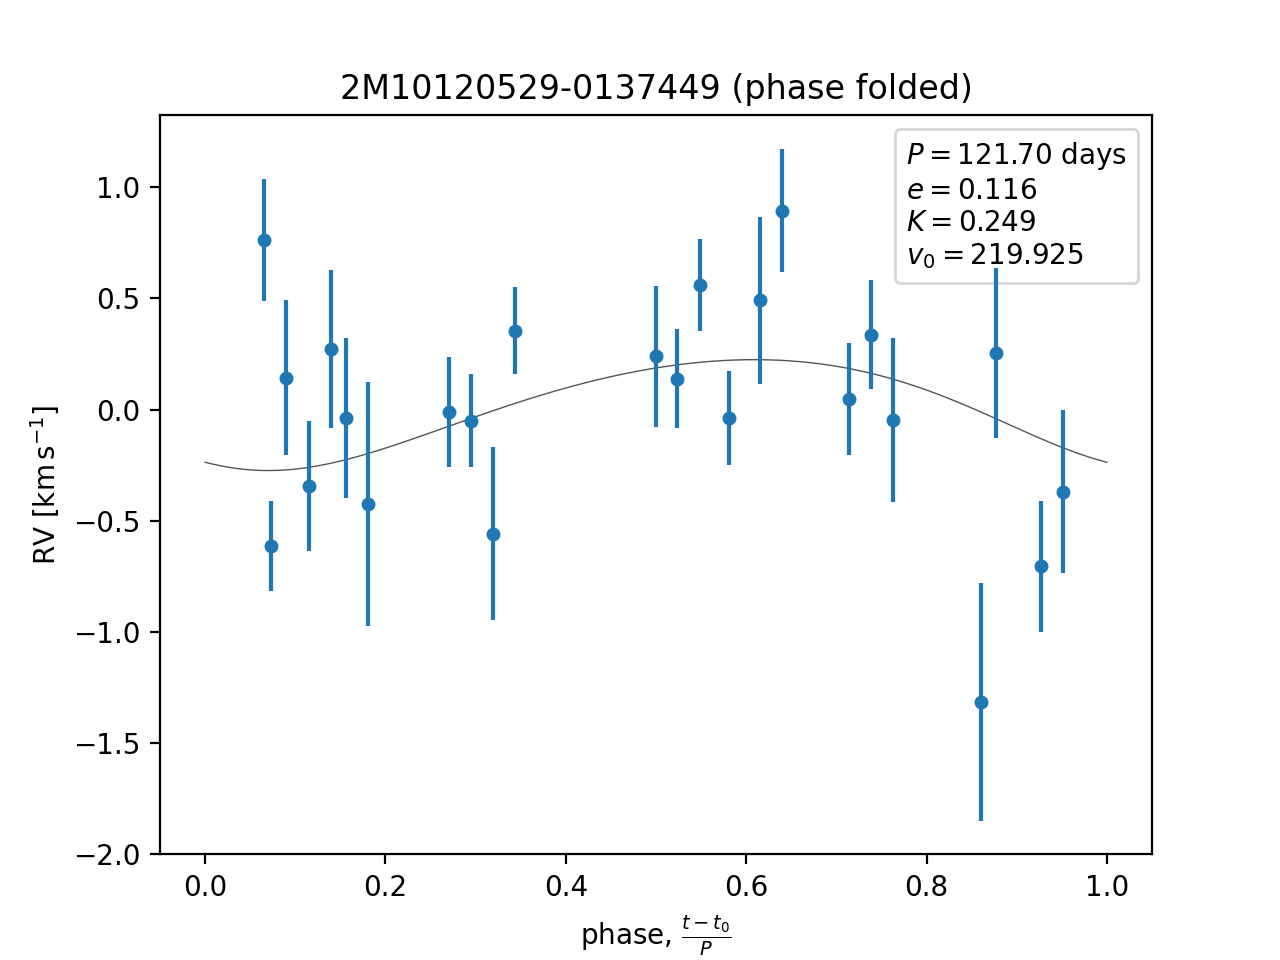 2M10120529-0137449 (phase folded)
P = 121.70 days
e = 0.116
K = 0.249
v₀ = 219.925
1.0
0.5
0.0
−0.5
−1.0
−1.5
−2.0
RV [km s⁻¹]
0.0 0.2 0.4 0.6 0.8 1.0
phase, (t − t₀)/P